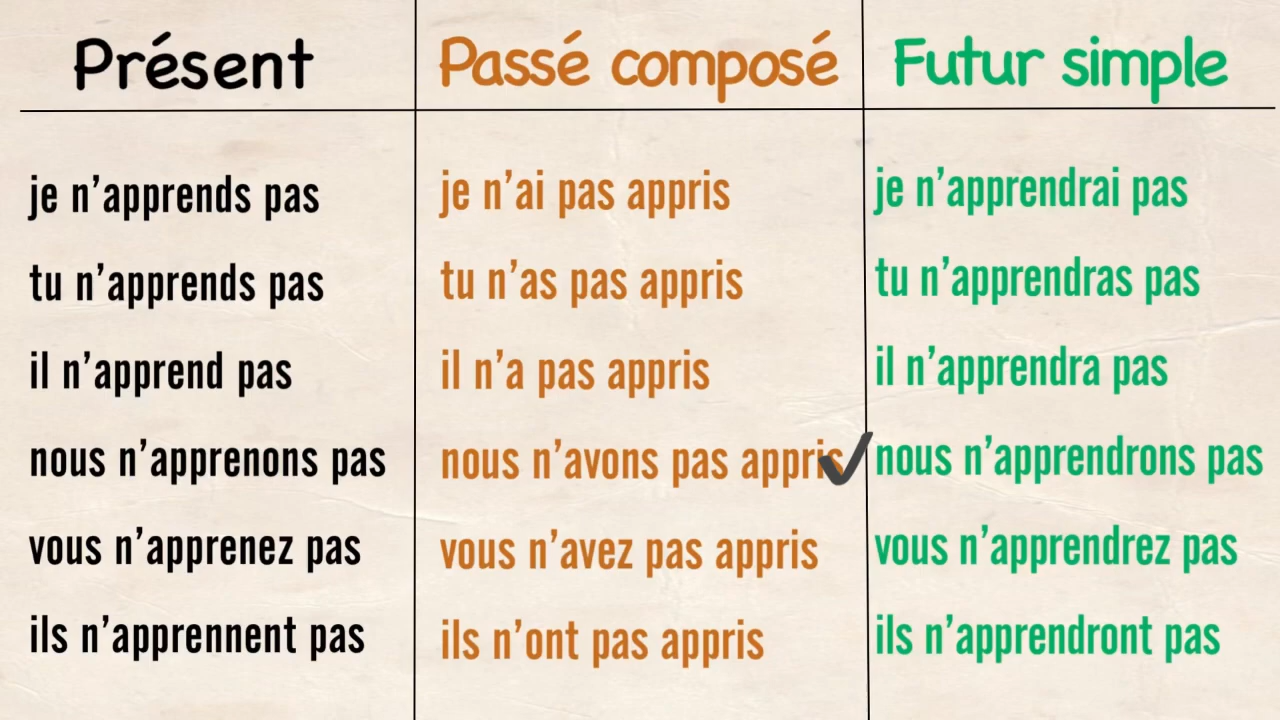 Présent
je n’apprends pas
tu n’apprends pas
il n’apprend pas
nous n’apprenons pas
vous n’apprenez pas
ils n’apprennent pas
Passé composé
je n’ai pas appris
tu n’as pas appris
il n’a pas appris
nous n’avons pas appris
vous n’avez pas appris
ils n’ont pas appris
Futur simple
je n’apprendrai pas
tu n’apprendras pas
il n’apprendra pas
nous n’apprendrons pas
vous n’apprendrez pas
ils n’apprendront pas